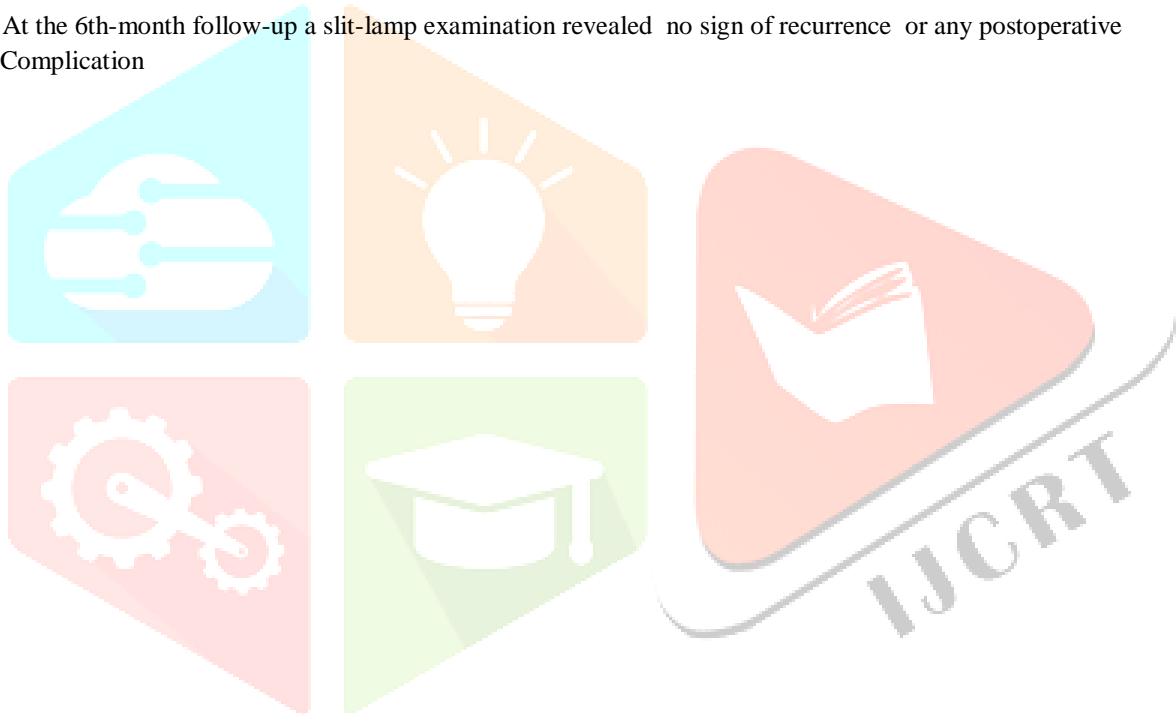 At the 6th-month follow-up a slit-lamp examination revealed  no sign of recurrence  or any postoperative
Complication
IJCRT